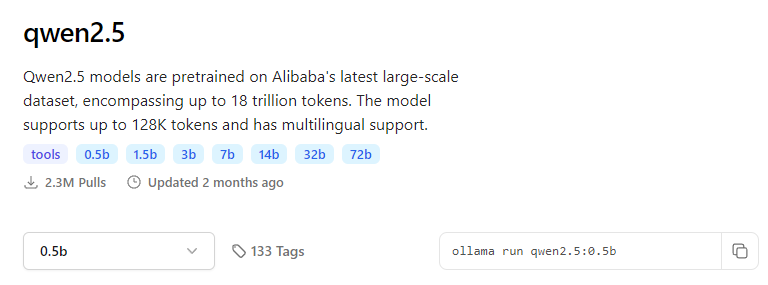 qwen2.5
Qwen2.5 models are pretrained on Alibaba's latest large-scale
dataset, encompassing up to 18 trillion tokens. The model
supports up to 128K tokens and has multilingual support.
tools 0.5b 1.5b 3b 7b 14b 32b 72b
2.3M Pulls Updated 2 months ago
0.5b 133 Tags ollama run qwen2.5:0.5b